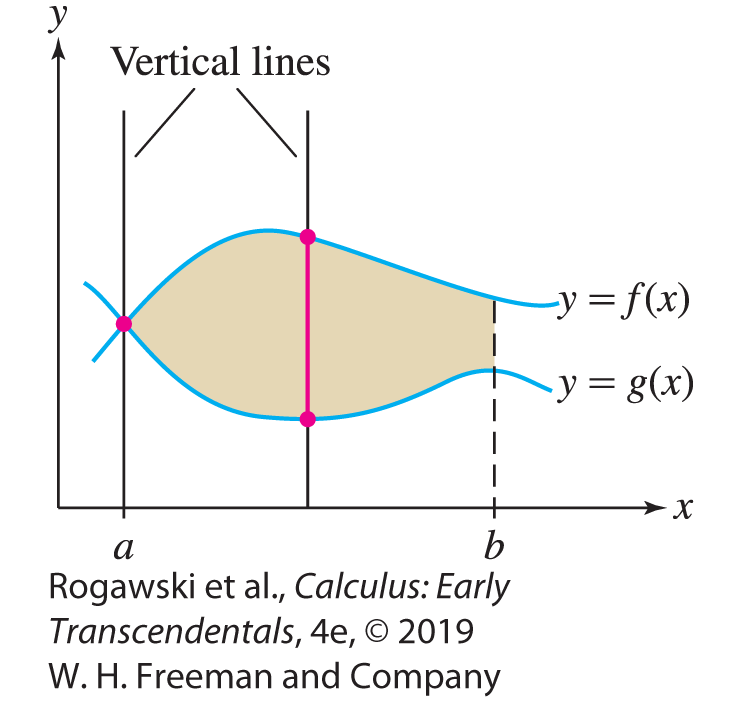 y
Vertical lines
y = f(x)
y = g(x)
x
a
b
Rogawski et al., Calculus: Early
Transcendentals, 4e, © 2019
W. H. Freeman and Company